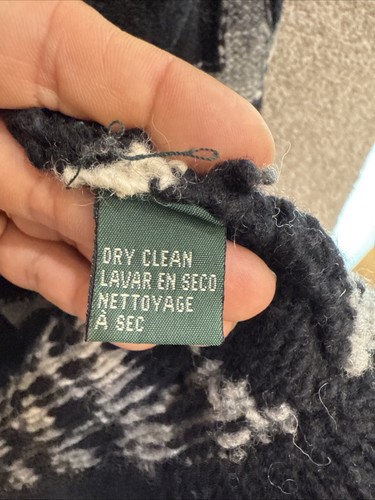 DRY CLEAN
LAVAR EN SECO
NETTOYAGE
À SEC